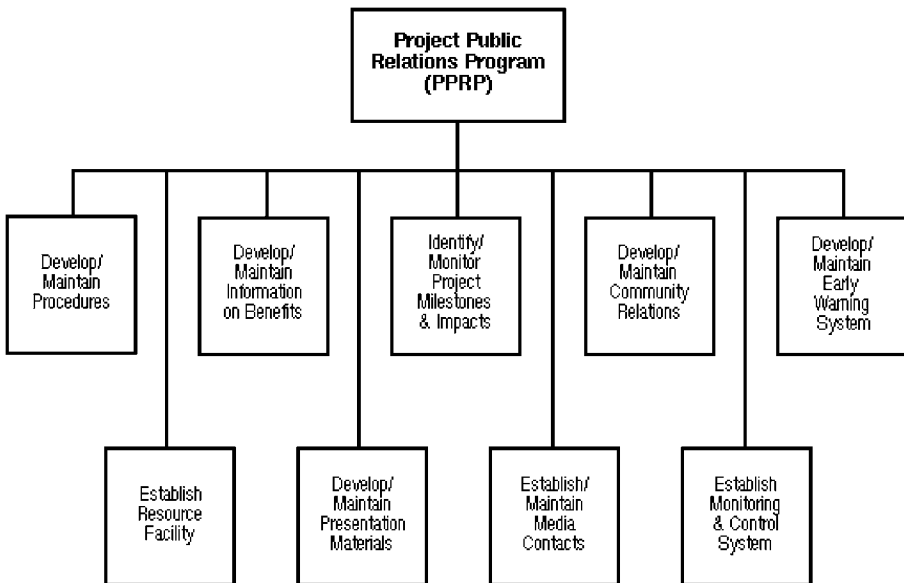 Project Public
Relations Program
(PPRP)
Develop/
Maintain
Procedures
Develop/
Maintain
Information
on Benefits
Identify/
Monitor
Project
Milestones
& Impacts
Develop/
Maintain
Community
Relations
Develop/
Maintain
Early
Warning
System
Establish
Resource
Facility
Develop/
Maintain
Presentation
Materials
Establish/
Maintain
Media
Contacts
Establish
Monitoring
& Control
System